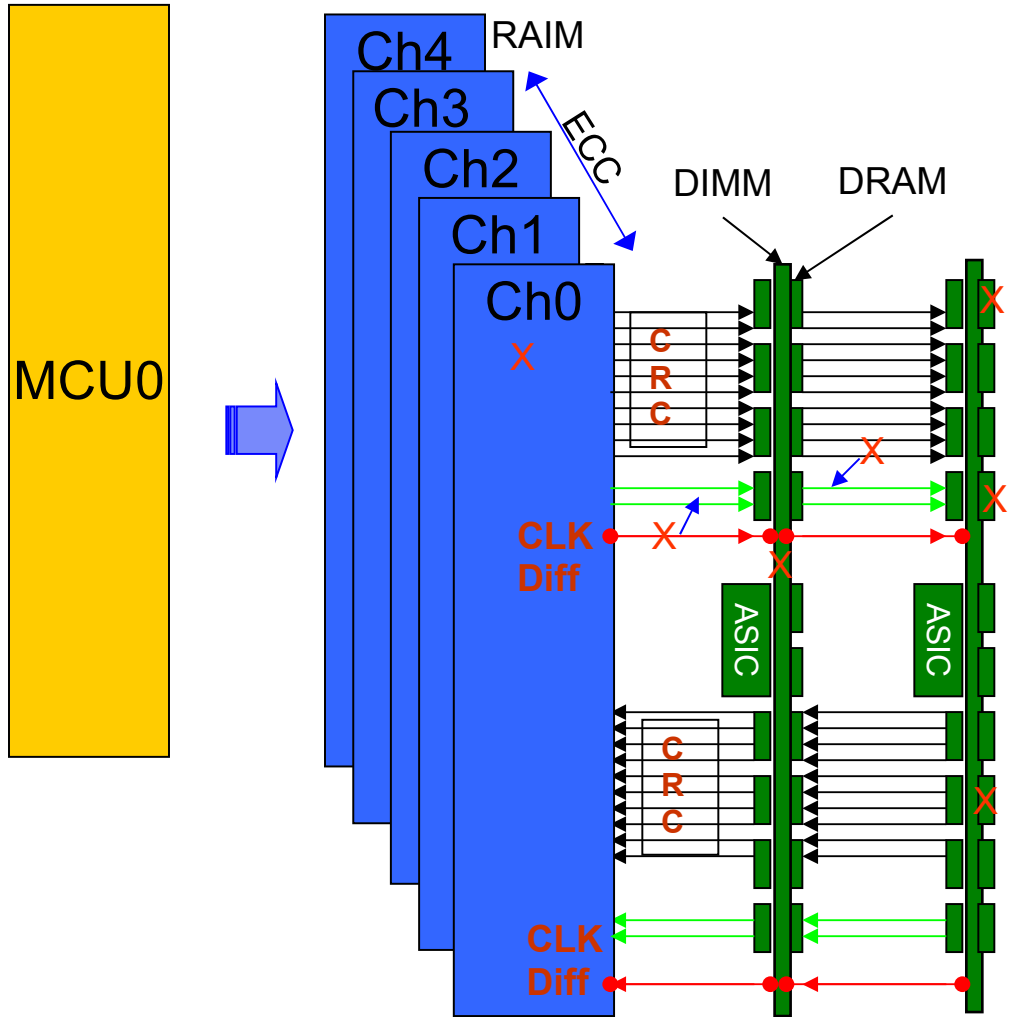 RAIM
Ch4
Ch3
ECC
Ch2
DIMM
DRAM
Ch1
Ch0
X
X
C
R
C
MCU0
X
X
CLK
Diff
X
X
ASIC
ASIC
C
R
C
X
CLK
Diff